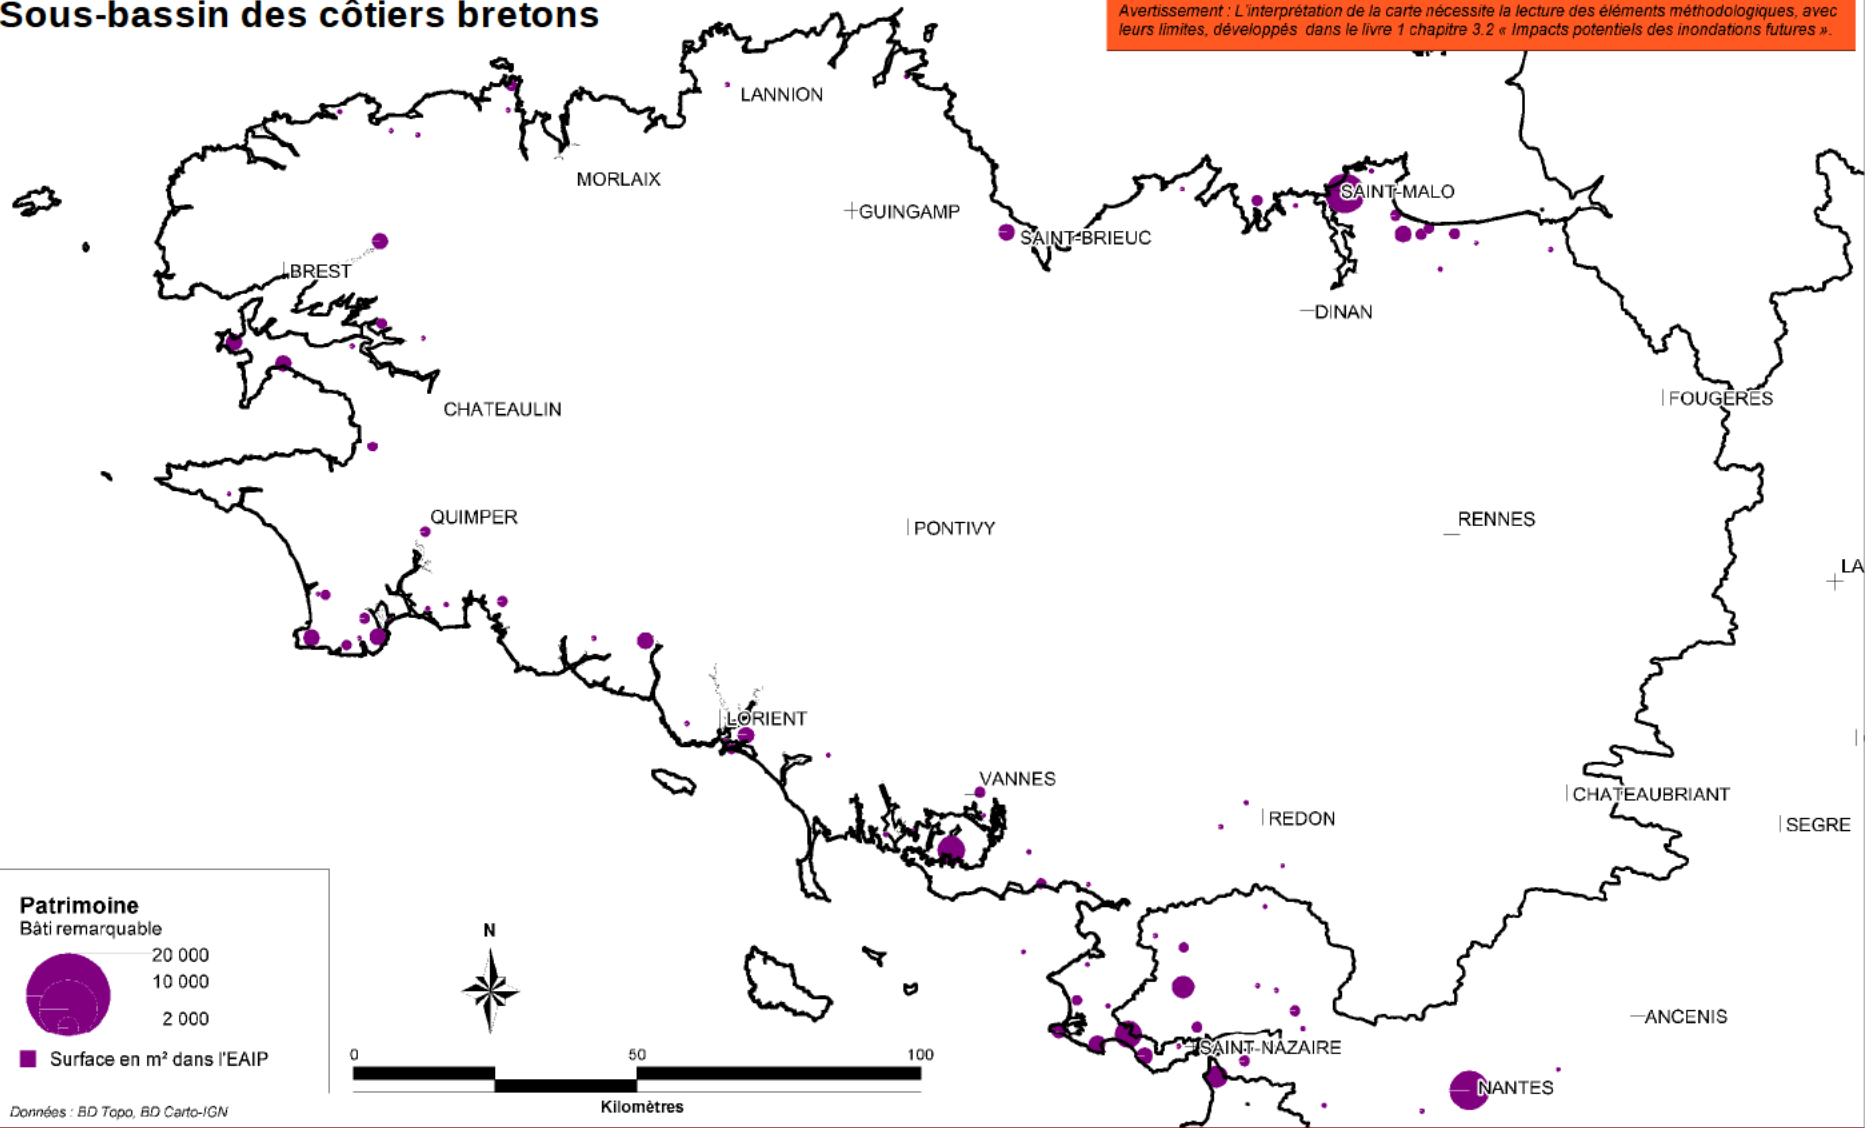 Sous-bassin des côtiers bretons
Avertissement : L'interprétation de la carte nécessite la lecture des éléments méthodologiques, avec
leurs limites, développés dans le livre 1 chapitre 3.2 « Impacts potentiels des inondations futures ».
LANNION
MORLAIX
SAINT-MALO
GUINGAMP
SAINT-BRIEUC
BREST
DINAN
FOUGERES
CHATEAULIN
QUIMPER
PONTIVY
RENNES
LA
LORIENT
VANNES
CHATEAUBRIANT
REDON
SEGRE
ANCENIS
SAINT-NAZAIRE
NANTES
Patrimoine
Bâti remarquable
20 000
10 000
2 000
Surface en m² dans l'EAIP
N
0 50 100
Kilomètres
Données : BD Topo, BD Carto-IGN